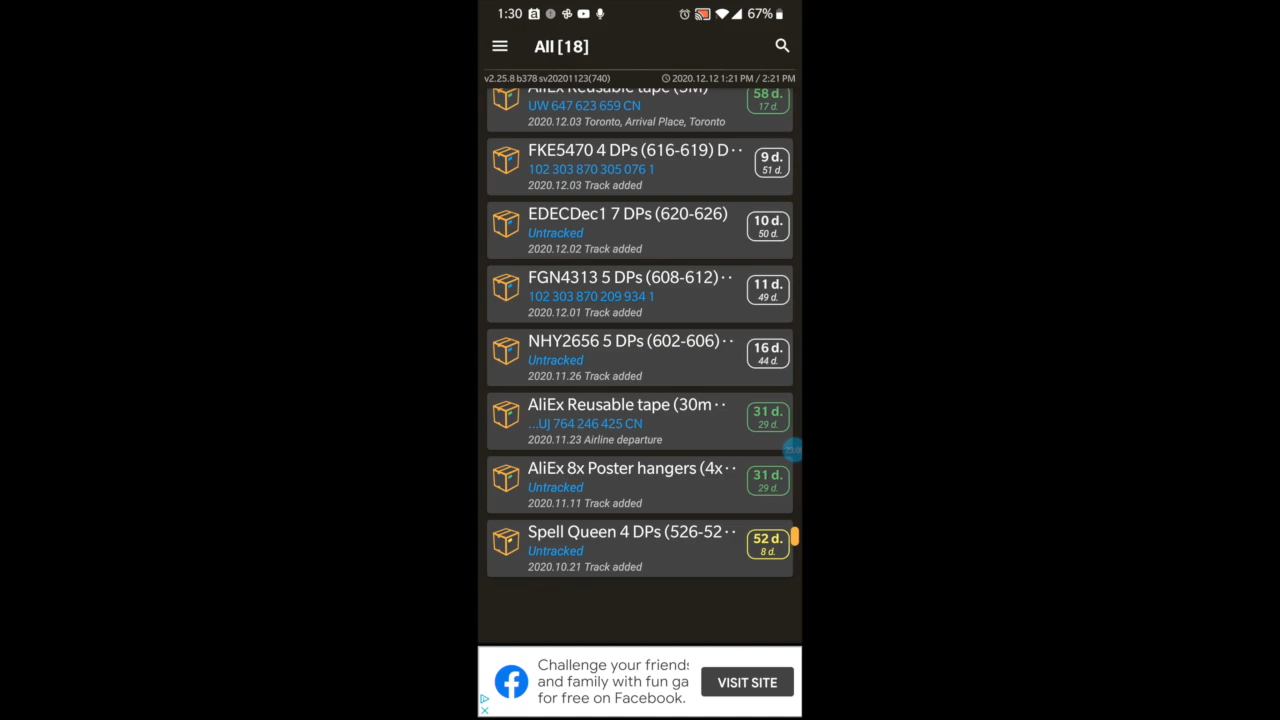 1:30
67%
All [18]
v2.25.8 b378 sv20201123(740)
2020.12.12 1:21 PM / 2:21 PM
AliEx Reusable tape (5M)
58 d.
UW 647 623 659 CN
17 d.
2020.12.03 Toronto, Arrival Place, Toronto
FKE5470 4 DPs (616-619) D··
9 d.
102 303 870 305 076 1
51 d.
2020.12.03 Track added
EDECDec1 7 DPs (620-626)
10 d.
Untracked
50 d.
2020.12.02 Track added
FGN4313 5 DPs (608-612)··
11 d.
102 303 870 209 934 1
49 d.
2020.12.01 Track added
NHY2656 5 DPs (602-606)··
16 d.
Untracked
44 d.
2020.11.26 Track added
AliEx Reusable tape (30m··
31 d.
...UJ 764 246 425 CN
29 d.
2020.11.23 Airline departure
AliEx 8x Poster hangers (4x··
31 d.
Untracked
29 d.
2020.11.11 Track added
Spell Queen 4 DPs (526-52··
52 d.
Untracked
8 d.
2020.10.21 Track added
Challenge your friends
and family with fun ga
for free on Facebook.
VISIT SITE